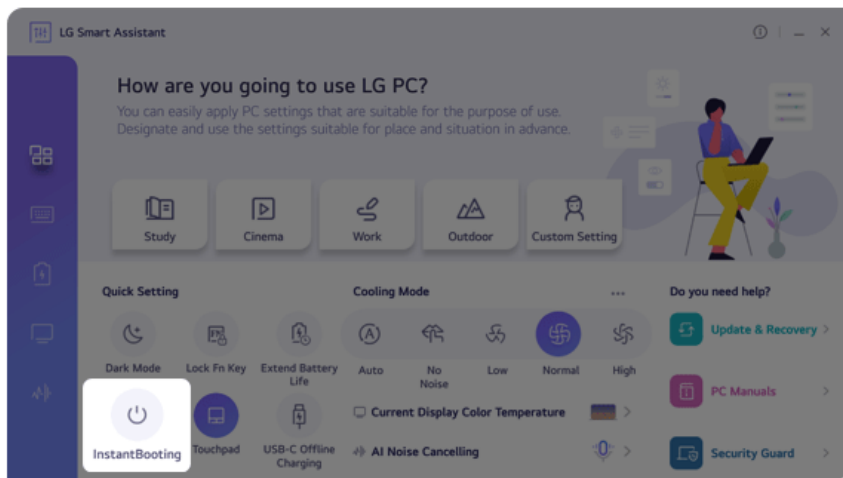 LG Smart Assistant
How are you going to use LG PC?
You can easily apply PC settings that are suitable for the purpose of use.
Designate and use the settings suitable for place and situation in advance.
Study
Cinema
Work
Outdoor
Custom Setting
Quick Setting
Dark Mode
Lock Fn Key
Extend Battery
Life
InstantBooting
Touchpad
USB-C Offline
Charging
Cooling Mode
Auto
No
Noise
Low
Normal
High
Current Display Color Temperature
AI Noise Cancelling
Do you need help?
Update & Recovery
PC Manuals
Security Guard